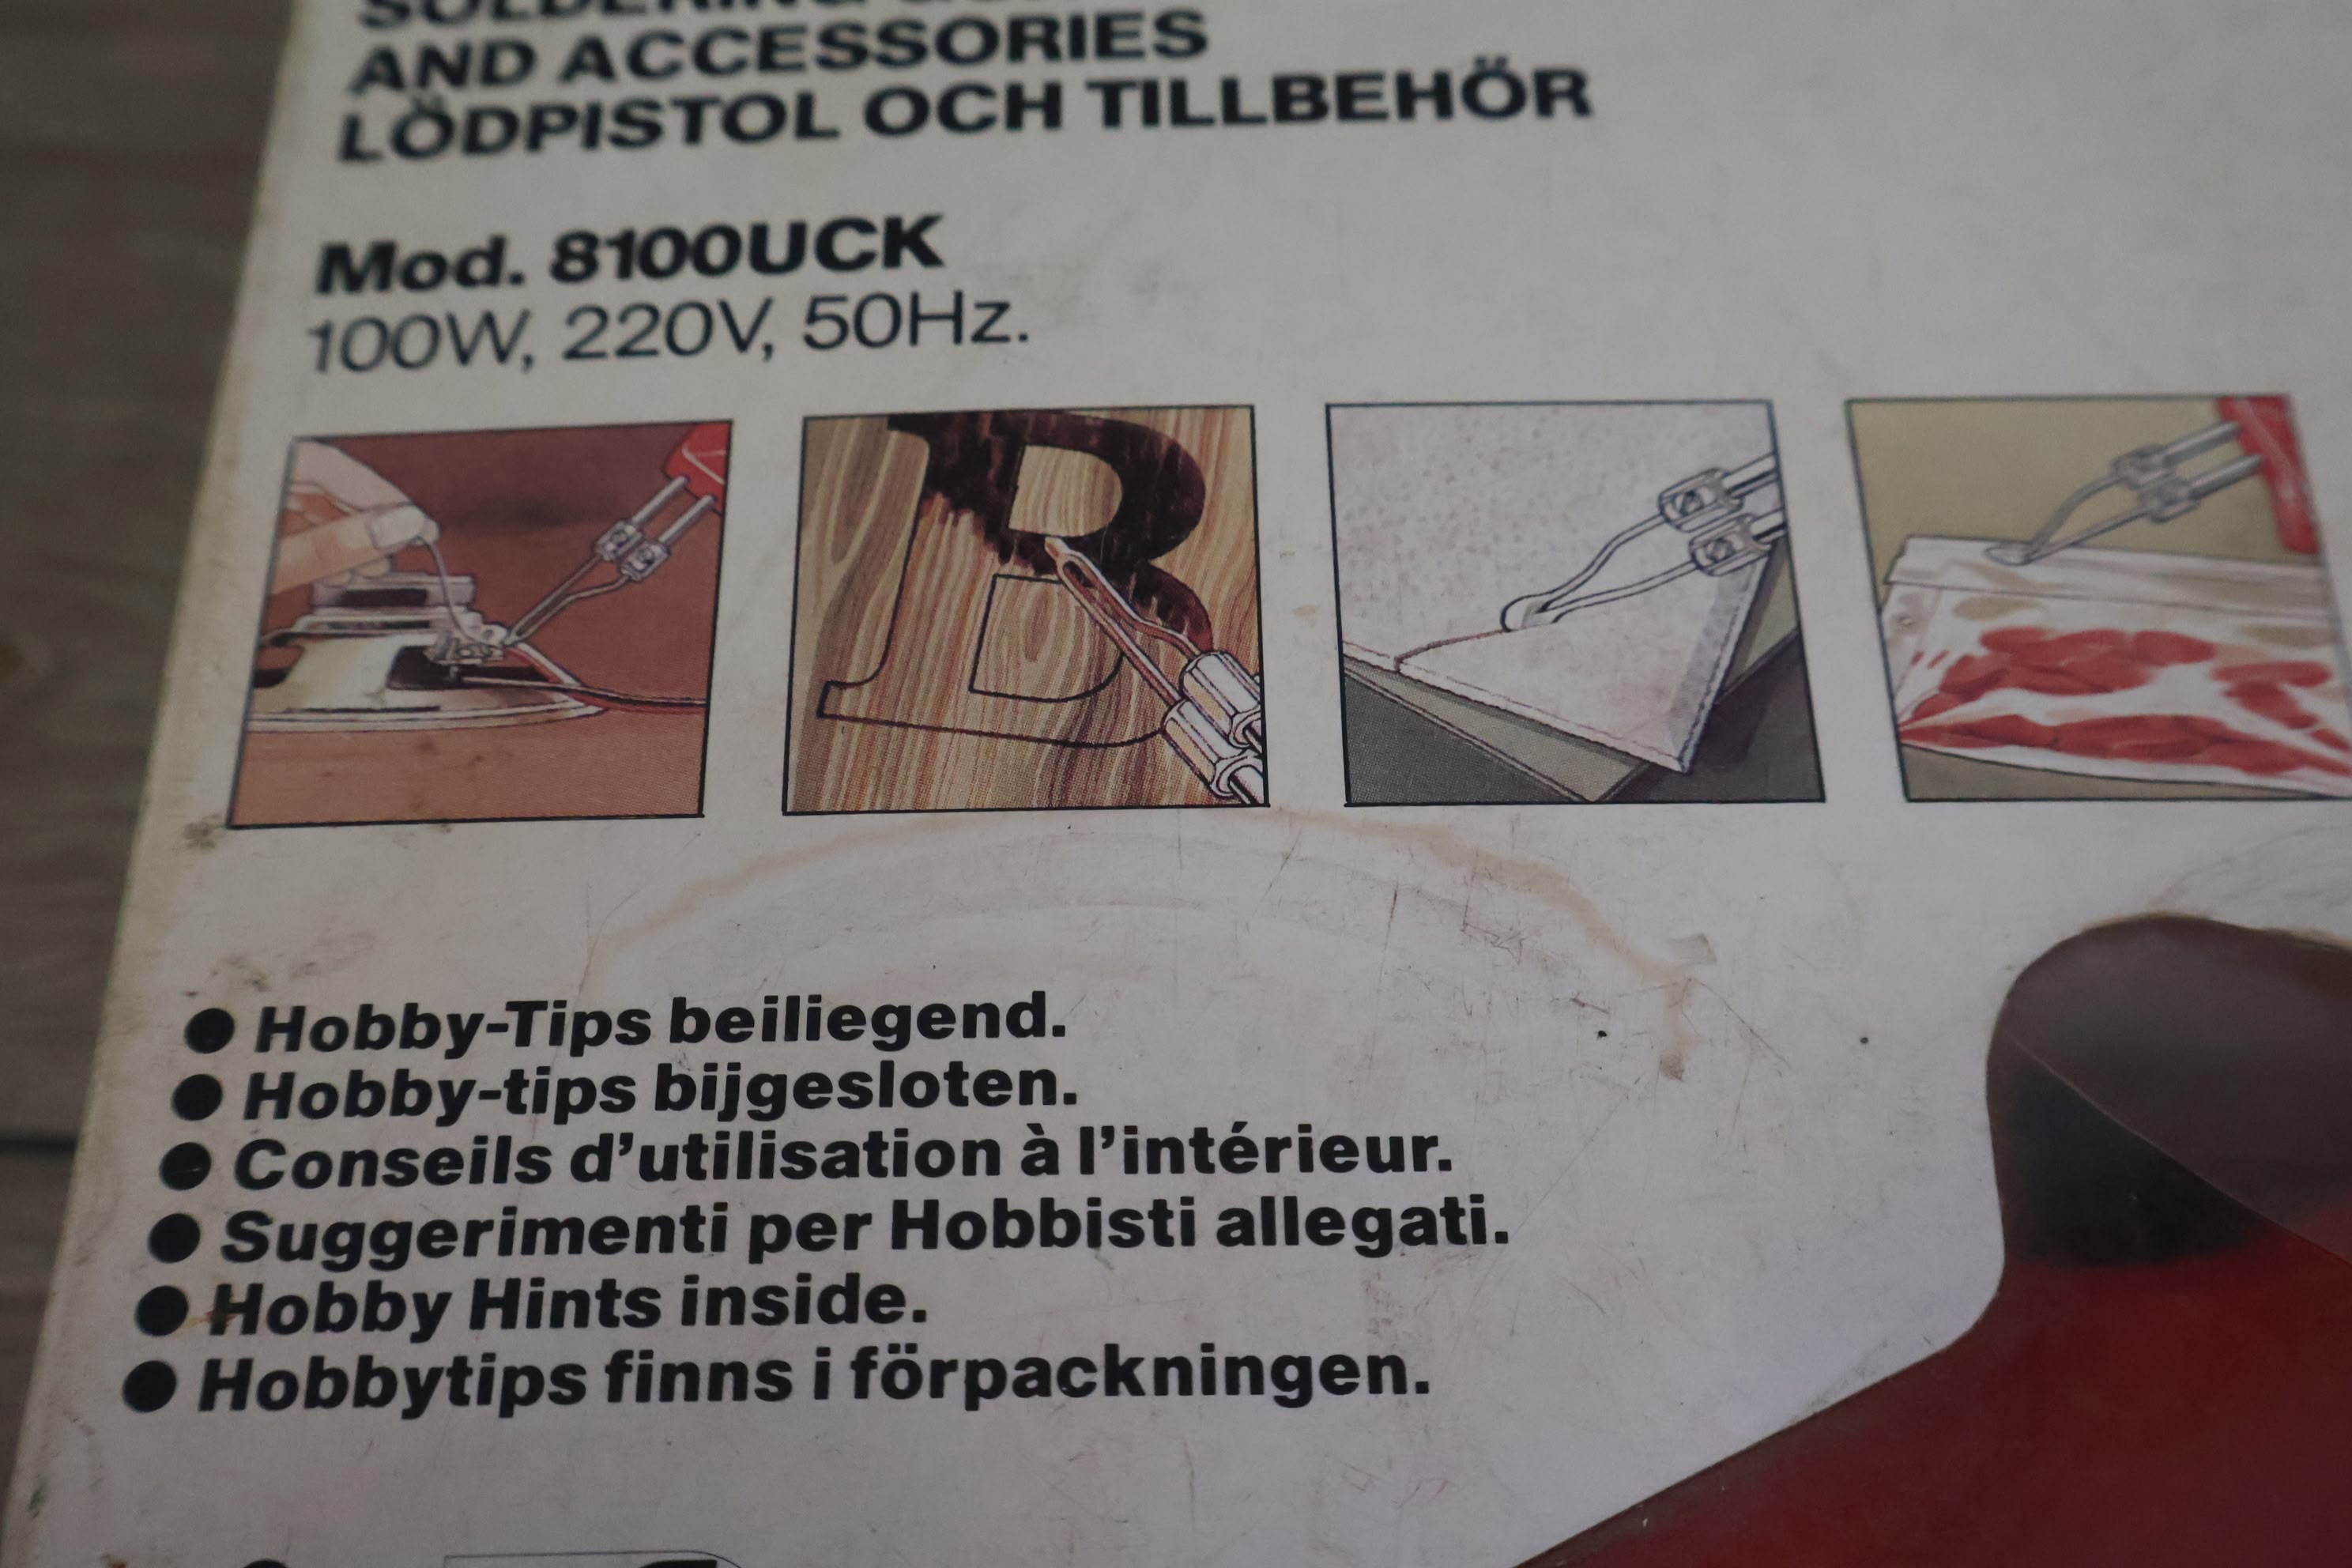 SOLDERING
AND ACCESSORIES
LÖDPISTOL OCH TILLBEHÖR
Mod. 8100UCK
100W, 220V, 50Hz.
B
● Hobby-Tips beiliegend.
● Hobby-tips bijgesloten.
● Conseils d'utilisation à l'intérieur.
● Suggerimenti per Hobbisti allegati.
● Hobby Hints inside.
● Hobbytips finns i förpackningen.